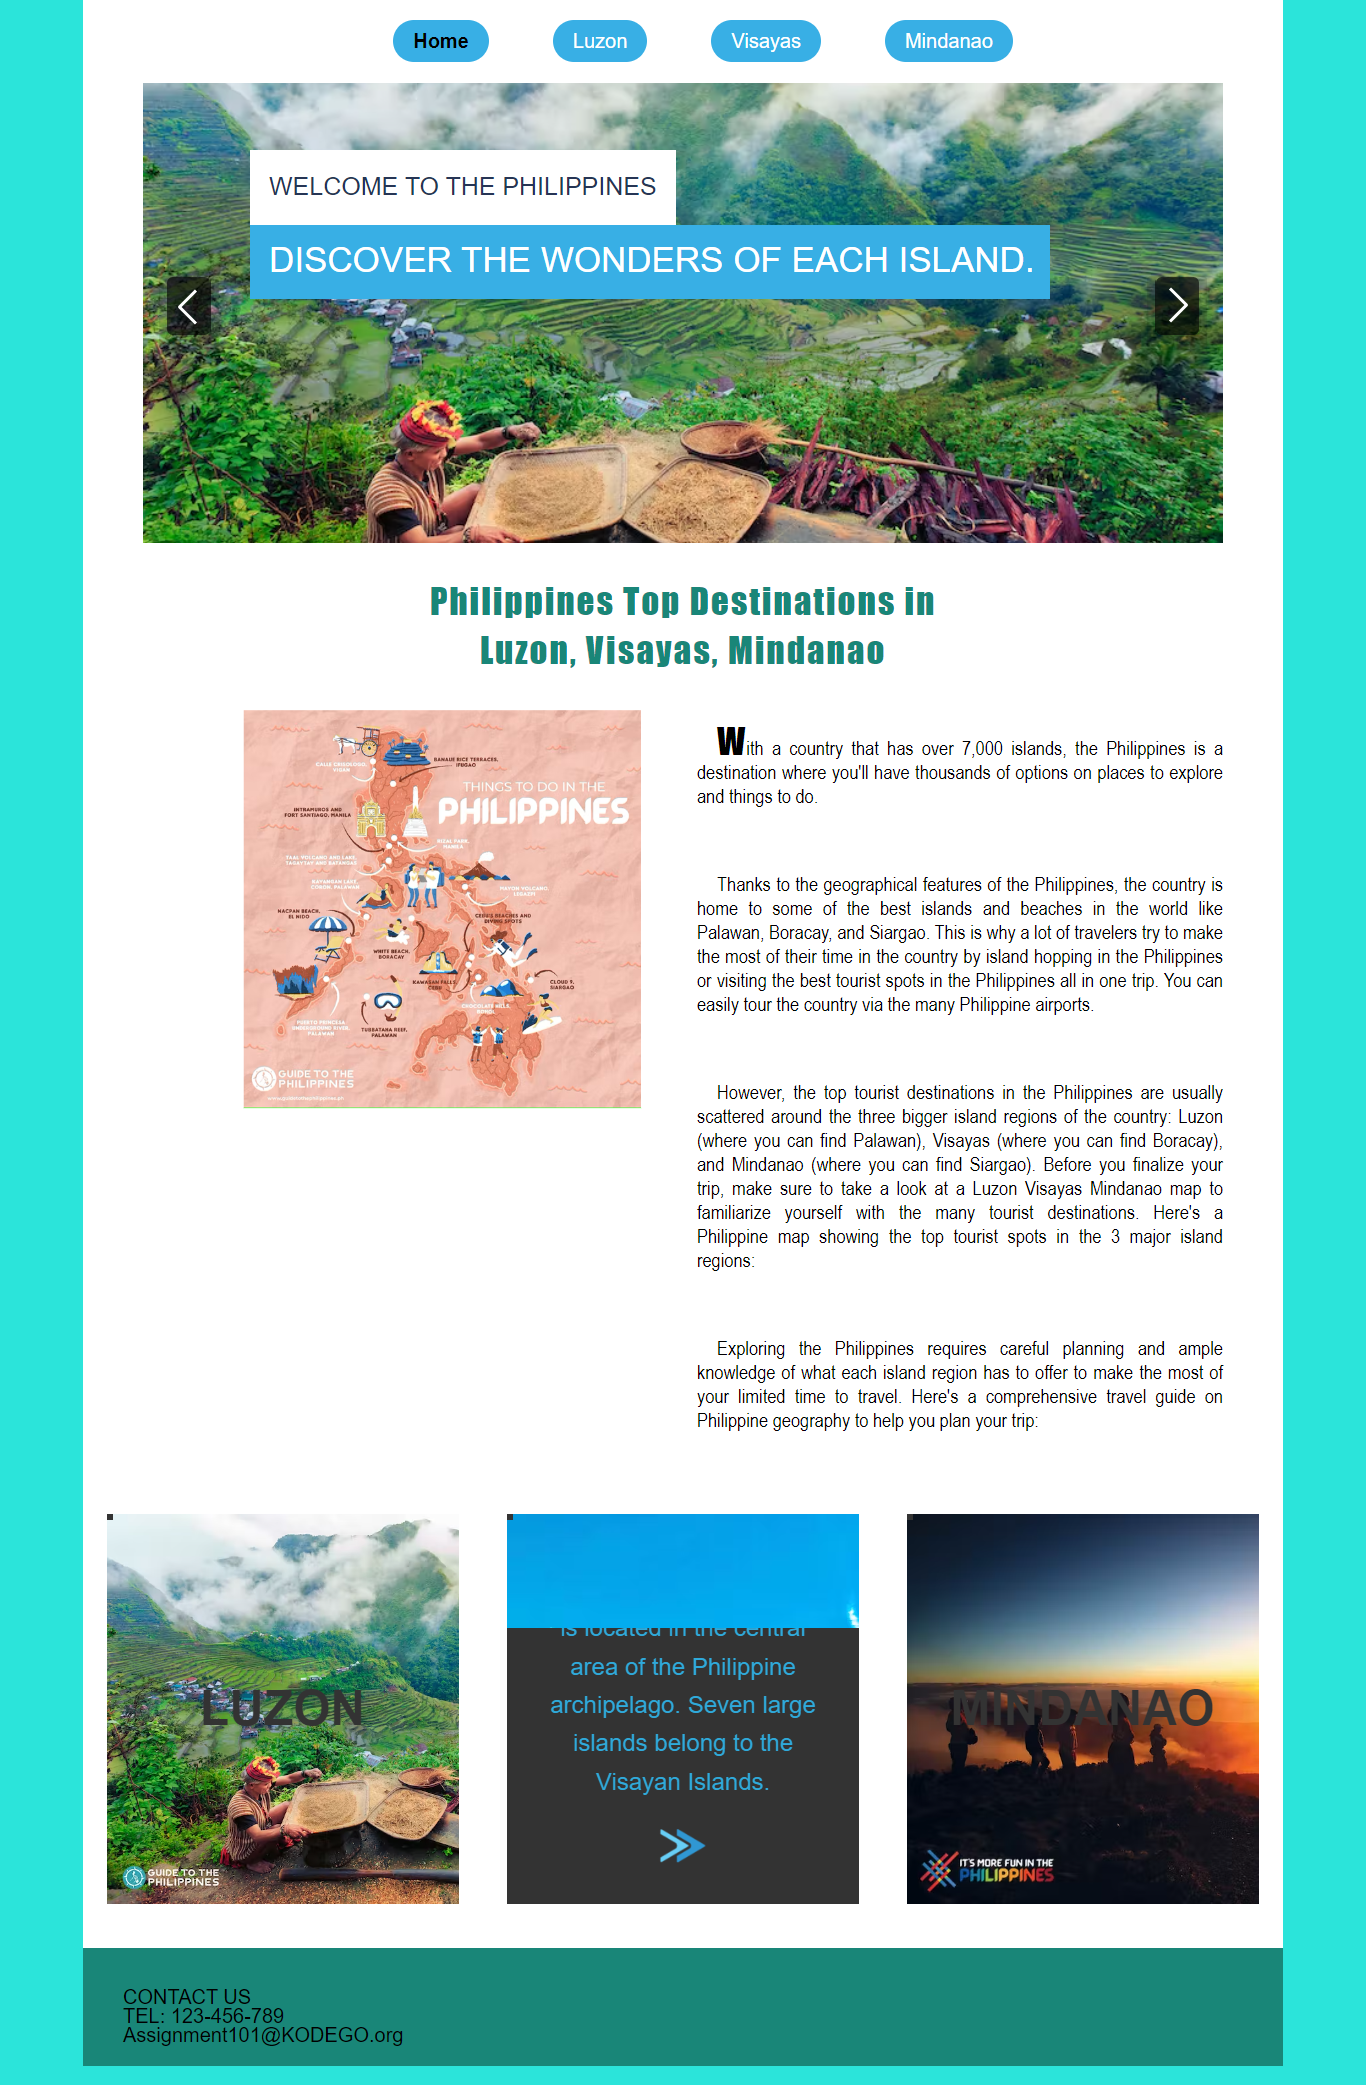 Home
Luzon
Visayas
Mindanao
WELCOME TO THE PHILIPPINES
DISCOVER THE WONDERS OF EACH ISLAND.
Philippines Top Destinations in
Luzon, Visayas, Mindanao
CALLE CRISOLOGO,
VIGAN
BANAUE RICE TERRACES,
IFUGAO
THINGS TO DO IN THE
PHILIPPINES
INTRAMUROS AND
FORT SANTIAGO, MANILA
RIZAL PARK,
MANILA
TAAL VOLCANO AND LAKE,
TAGAYTAY AND BATANGAS
KAYANGAN LAKE,
CORON, PALAWAN
MAYON VOLCANO,
LEGAZPI
NACPAN BEACH,
EL NIDO
CEBU'S BEACHES AND
DIVING SPOTS
WHITE BEACH,
BORACAY
KAWASAN FALLS,
CEBU
CLOUD 9,
SIARGAO
CHOCOLATE HILLS,
BOHOL
PUERTO PRINCESA
UNDERGROUND RIVER,
PALAWAN
TUBBATAHA REEF,
PALAWAN
GUIDE TO THE
PHILIPPINES
www.guidetothephilippines.ph
With a country that has over 7,000 islands, the Philippines is a
destination where you'll have thousands of options on places to explore
and things to do.
Thanks to the geographical features of the Philippines, the country is
home to some of the best islands and beaches in the world like
Palawan, Boracay, and Siargao. This is why a lot of travelers try to make
the most of their time in the country by island hopping in the Philippines
or visiting the best tourist spots in the Philippines all in one trip. You can
easily tour the country via the many Philippine airports.
However, the top tourist destinations in the Philippines are usually
scattered around the three bigger island regions of the country: Luzon
(where you can find Palawan), Visayas (where you can find Boracay),
and Mindanao (where you can find Siargao). Before you finalize your
trip, make sure to take a look at a Luzon Visayas Mindanao map to
familiarize yourself with the many tourist destinations. Here's a
Philippine map showing the top tourist spots in the 3 major island
regions:
Exploring the Philippines requires careful planning and ample
knowledge of what each island region has to offer to make the most of
your limited time to travel. Here's a comprehensive travel guide on
Philippine geography to help you plan your trip:
LUZON
GUIDE TO THE
PHILIPPINES
is located in the central
area of the Philippine
archipelago. Seven large
islands belong to the
Visayan Islands.
MINDANAO
IT'S MORE FUN IN THE
PHILIPPINES
CONTACT US
TEL: 123-456-789
Assignment101@KODEGO.org